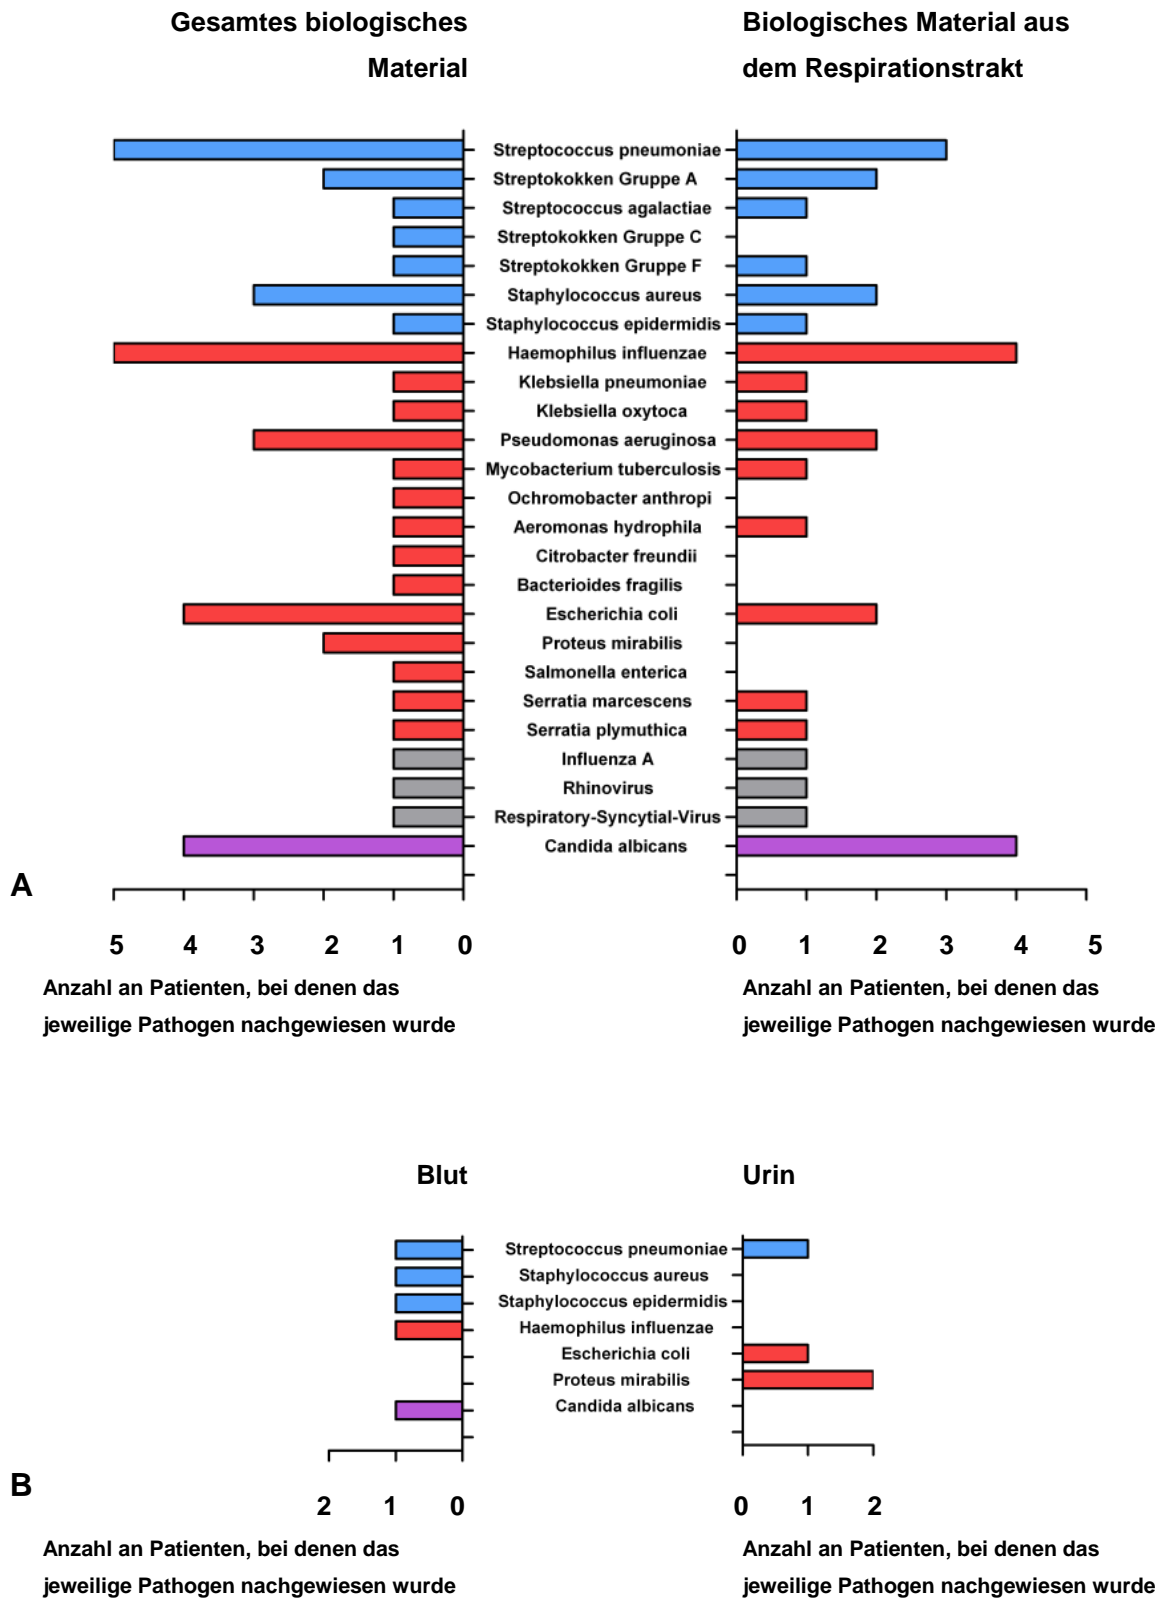 Gesamtes biologisches
Material
Biologisches Material aus
dem Respirationstrakt
Streptococcus pneumoniae
Streptokokken Gruppe A
Streptococcus agalactiae
Streptokokken Gruppe C
Streptokokken Gruppe F
Staphylococcus aureus
Staphylococcus epidermidis
Haemophilus influenzae
Klebsiella pneumoniae
Klebsiella oxytoca
Pseudomonas aeruginosa
Mycobacterium tuberculosis
Ochromobacter anthropi
Aeromonas hydrophila
Citrobacter freundii
Bacterioides fragilis
Escherichia coli
Proteus mirabilis
Salmonella enterica
Serratia marcescens
Serratia plymuthica
Influenza A
Rhinovirus
Respiratory-Syncytial-Virus
Candida albicans
A
5 4 3 2 1 0
0 1 2 3 4 5
Anzahl an Patienten, bei denen das
jeweilige Pathogen nachgewiesen wurde
Anzahl an Patienten, bei denen das
jeweilige Pathogen nachgewiesen wurde
Blut
Urin
Streptococcus pneumoniae
Staphylococcus aureus
Staphylococcus epidermidis
Haemophilus influenzae
Escherichia coli
Proteus mirabilis
Candida albicans
B
2 1 0
0 1 2
Anzahl an Patienten, bei denen das
jeweilige Pathogen nachgewiesen wurde
Anzahl an Patienten, bei denen das
jeweilige Pathogen nachgewiesen wurde